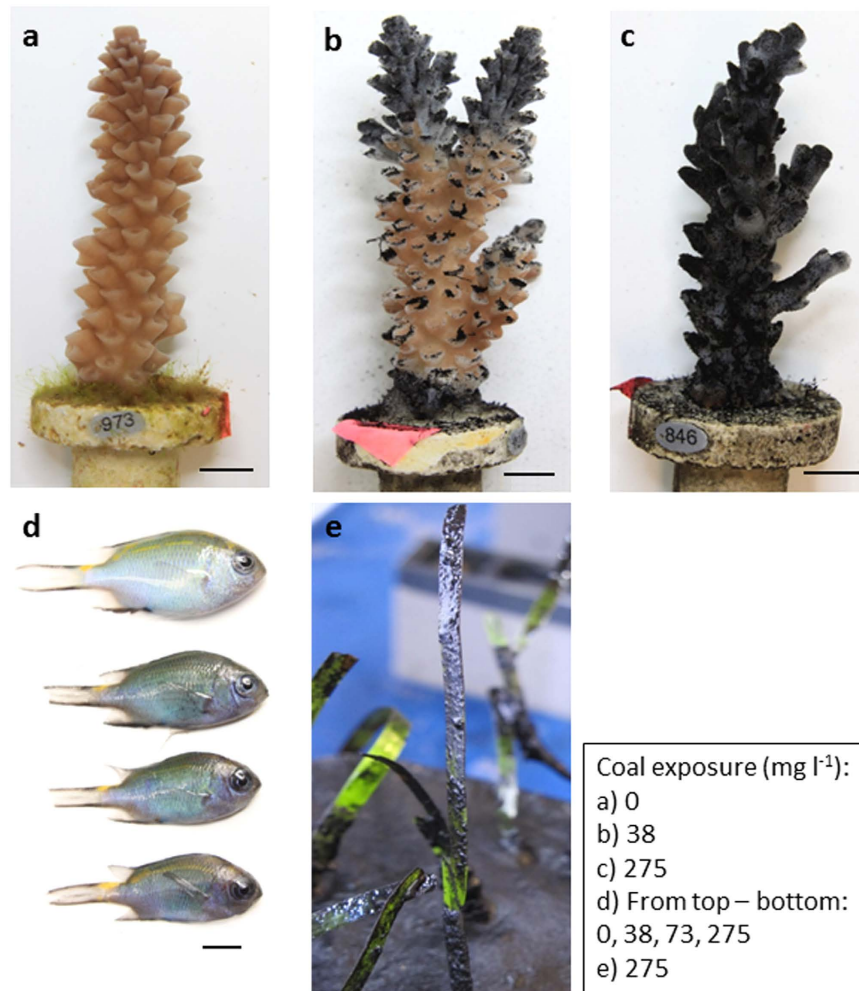 a
b
c
973
846
d
e
Coal exposure (mg l⁻¹):
a) 0
b) 38
c) 275
d) From top – bottom:
0, 38, 73, 275
e) 275